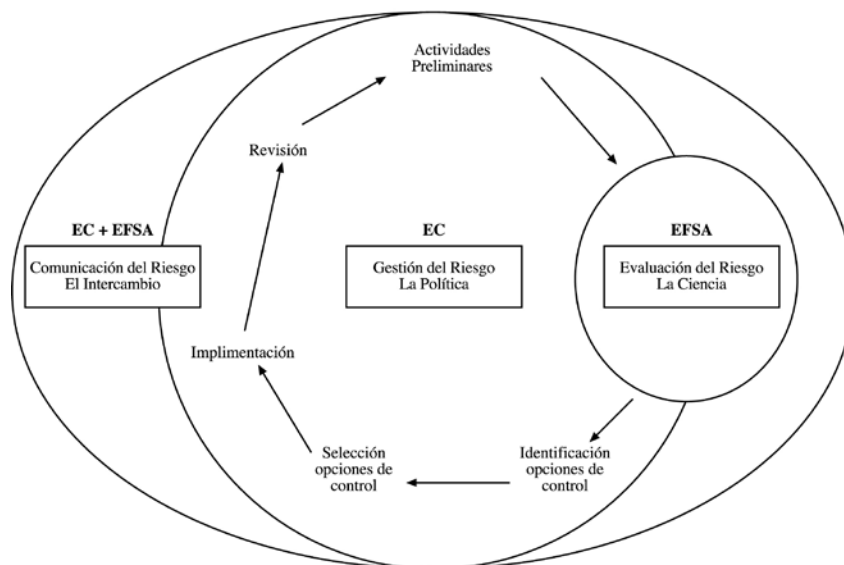 Actividades
Preliminares
Revisión
EC + EFSA
Comunicación del Riesgo
El Intercambio
EC
Gestión del Riesgo
La Política
EFSA
Evaluación del Riesgo
La Ciencia
Implimentación
Selección
opciones de
control
Identificación
opciones de
control